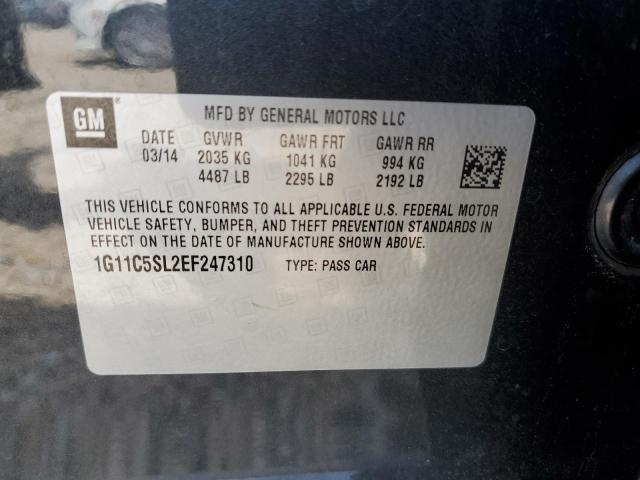 GM
MFD BY GENERAL MOTORS LLC
DATE GVWR GAWR FRT GAWR RR
03/14 2035 KG 1041 KG 994 KG
4487 LB 2295 LB 2192 LB
THIS VEHICLE CONFORMS TO ALL APPLICABLE U.S. FEDERAL MOTOR
VEHICLE SAFETY, BUMPER, AND THEFT PREVENTION STANDARDS IN
EFFECT ON THE DATE OF MANUFACTURE SHOWN ABOVE.
1G11C5SL2EF247310 TYPE: PASS CAR